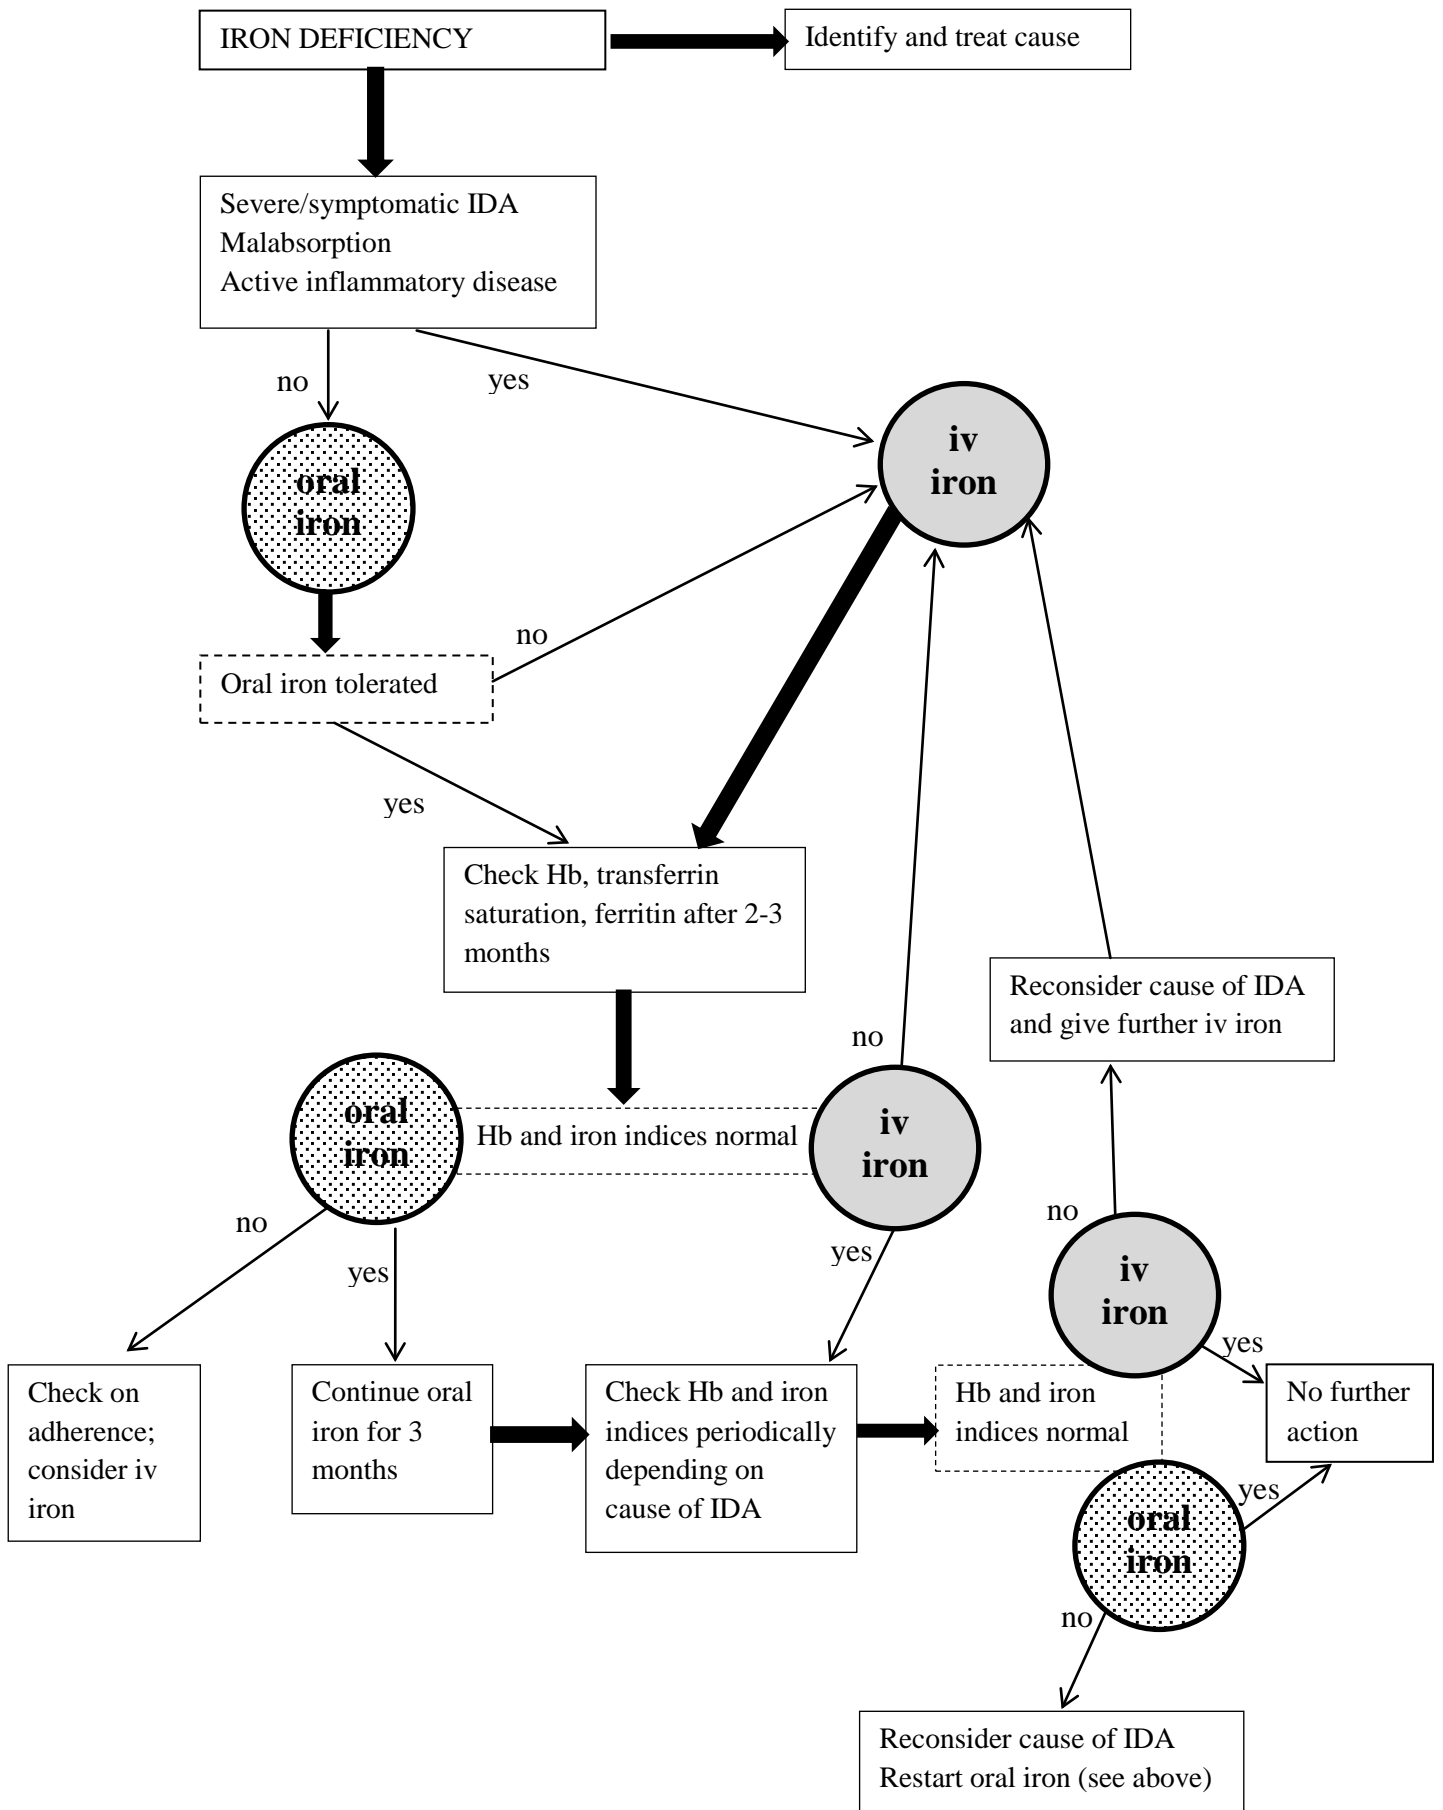 IRON DEFICIENCY
Identify and treat cause
Severe/symptomatic IDA
Malabsorption
Active inflammatory disease
no
yes
iv
iron
oral
iron
no
Oral iron tolerated
yes
Check Hb, transferrin
saturation, ferritin after 2-3
months
Reconsider cause of IDA
and give further iv iron
no
oral
iron
Hb and iron indices normal
iv
iron
no
yes
yes
no
iv
iron
yes
Check on
adherence;
consider iv
iron
Continue oral
iron for 3
months
Check Hb and iron
indices periodically
depending on
cause of IDA
Hb and iron
indices normal
No further
action
yes
oral
iron
no
Reconsider cause of IDA
Restart oral iron (see above)